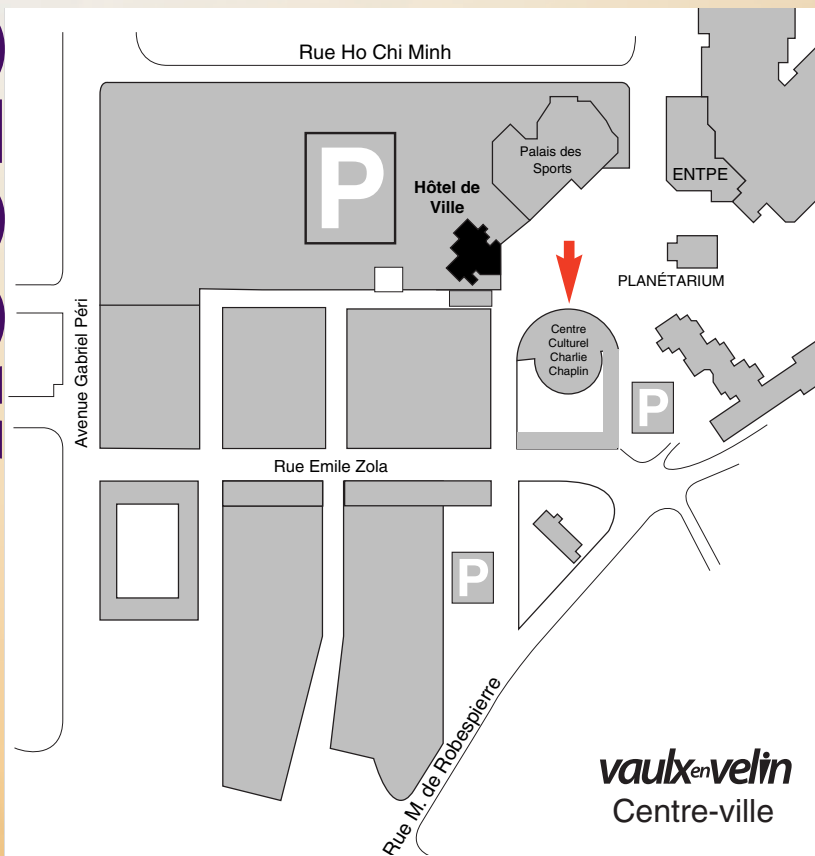 Rue Ho Chi Minh
P
Palais des
Sports
ENTPE
Hôtel de
Ville
PLANÉTARIUM
Avenue Gabriel Péri
Centre
Culturel
Charlie
Chaplin
P
Rue Emile Zola
P
Rue M. de Robespierre
vaulxenvelin
Centre-ville